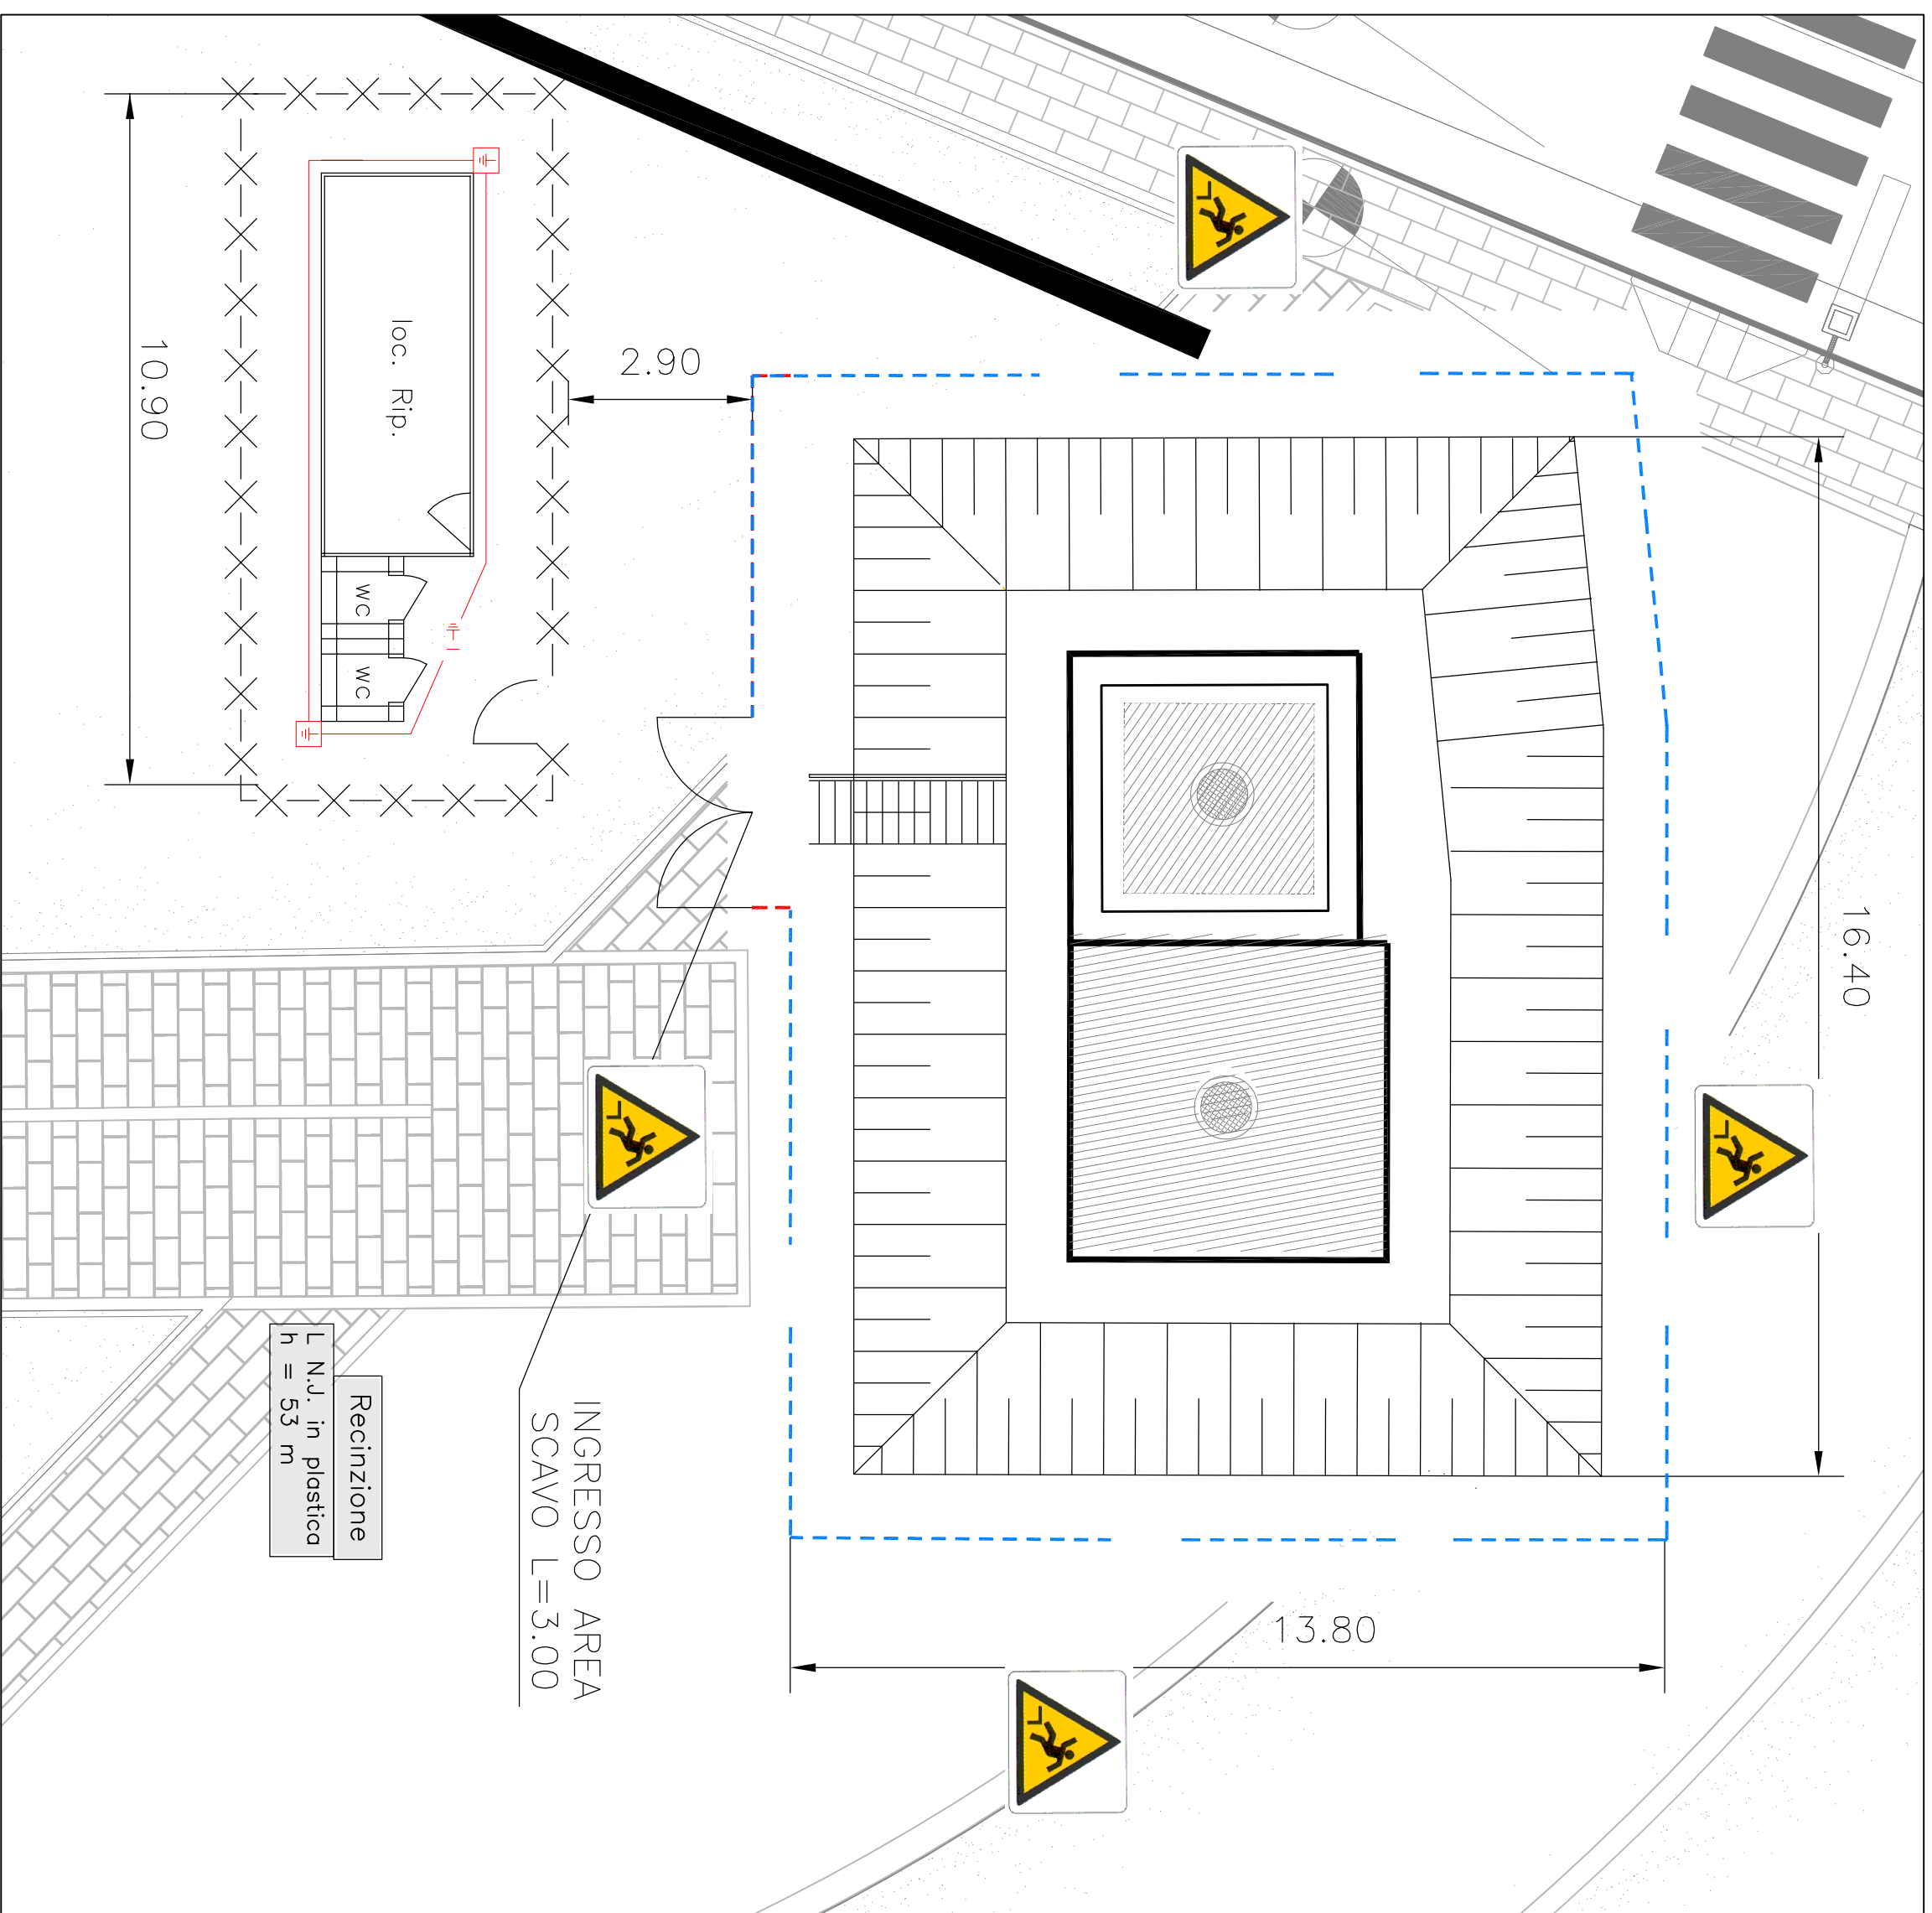 10.90
loc. Rip.
WC
WC
2.90
16.40
13.80
INGRESSO AREA
SCAVO L=3.00
Recinzione
L N.J. in plastica
h = 53 m